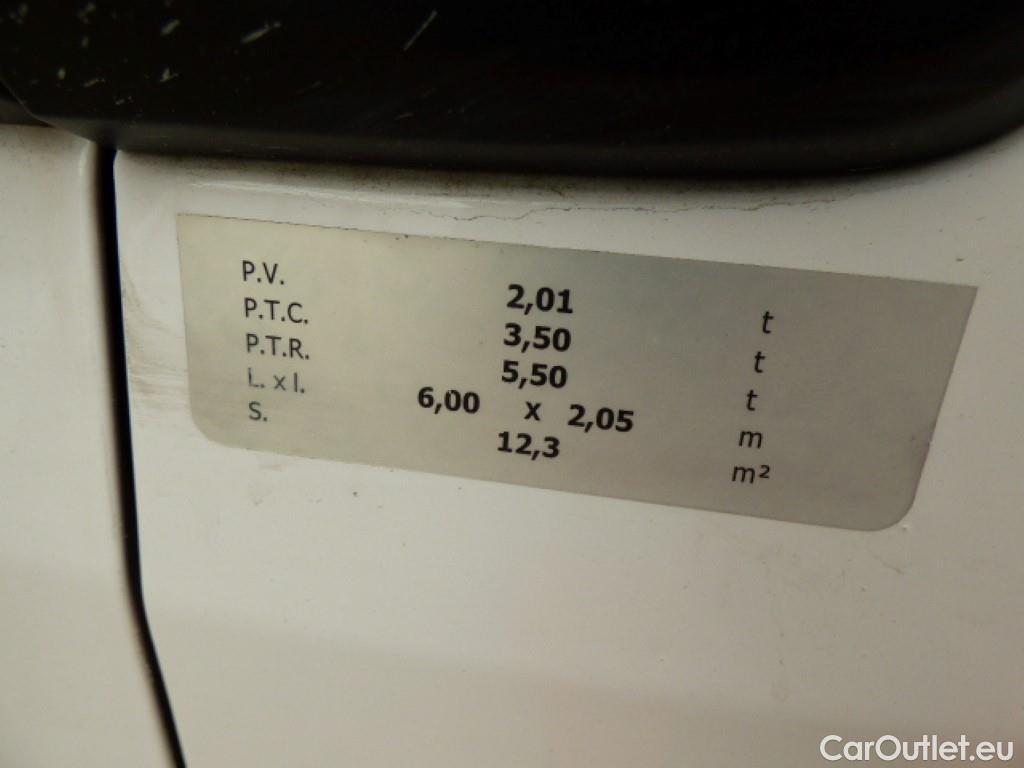 P.V. 2,01 t
P.T.C. 3,50 t
P.T.R. 5,50 t
L. x l. 6,00 x 2,05 m
S. 12,3 m²
CarOutlet.eu